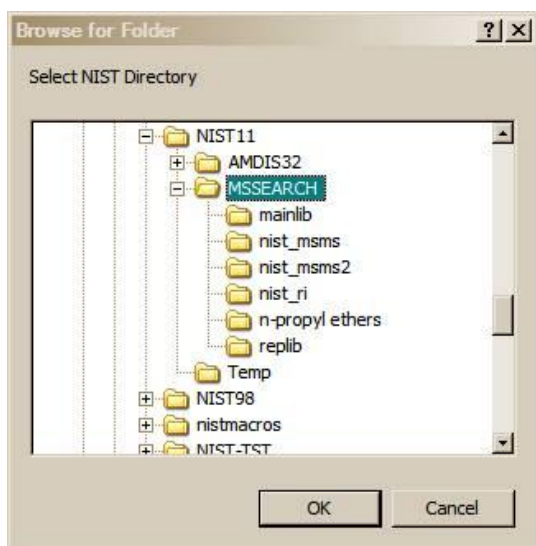 Browse for Folder
Select NIST Directory
NIST11
AMDIS32
MSSEARCH
mainlib
nist_msms
nist_msms2
nist_ri
n-propyl ethers
replib
Temp
NIST98
nistmacros
NIST-TST
OK Cancel